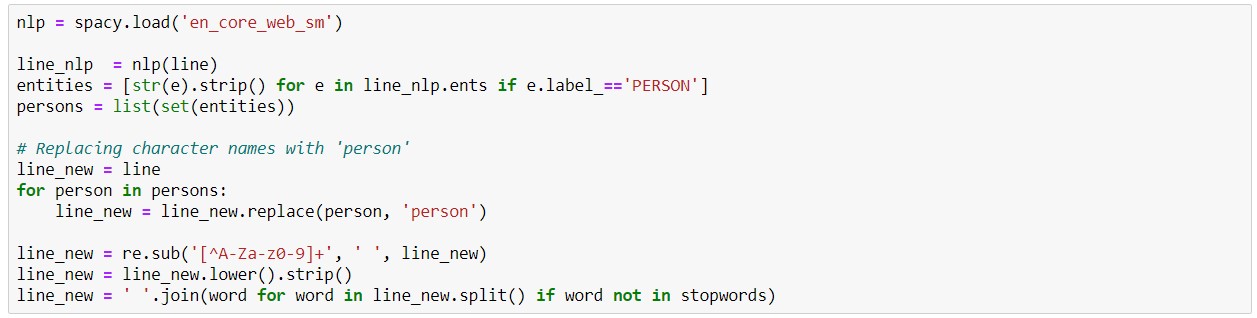 nlp = spacy.load('en_core_web_sm')

line_nlp  = nlp(line)
entities = [str(e).strip() for e in line_nlp.ents if e.label_=='PERSON']
persons = list(set(entities))

# Replacing character names with 'person'
line_new = line
for person in persons:
    line_new = line_new.replace(person, 'person')

line_new = re.sub('[^A-Za-z0-9]+', ' ', line_new)
line_new = line_new.lower().strip()
line_new = ' '.join(word for word in line_new.split() if word not in stopwords)